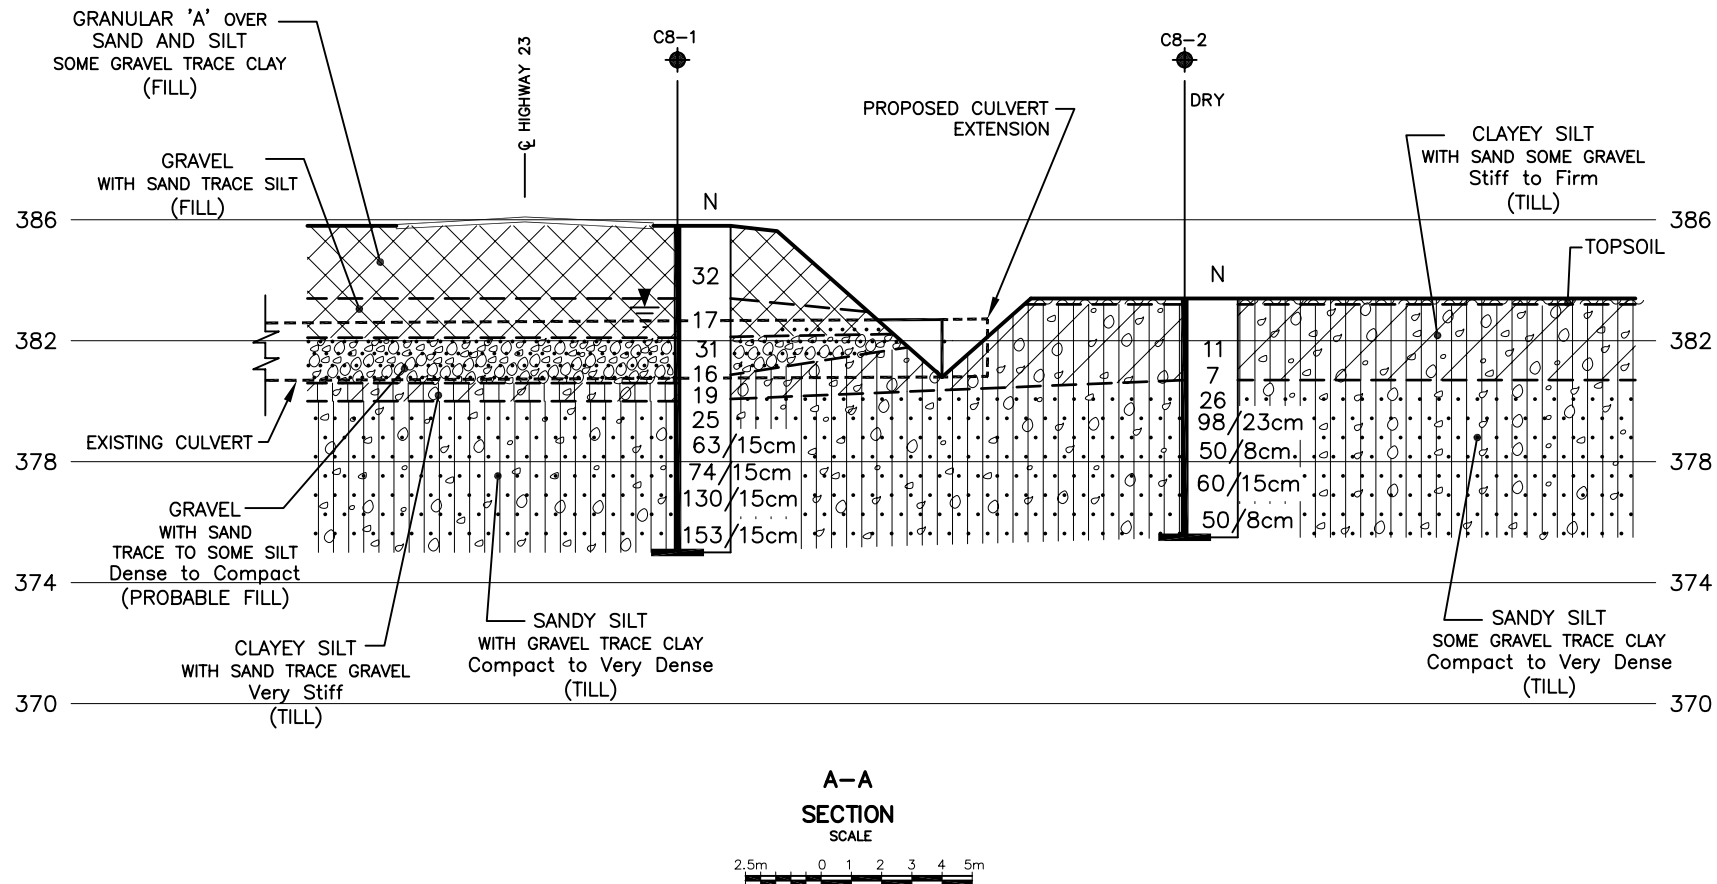 GRANULAR 'A' OVER
SAND AND SILT
SOME GRAVEL TRACE CLAY
(FILL)
GRAVEL
WITH SAND TRACE SILT
(FILL)
℄ HIGHWAY 23
C8-1
C8-2
DRY
PROPOSED CULVERT
EXTENSION
CLAYEY SILT
WITH SAND SOME GRAVEL
Stiff to Firm
(TILL)
TOPSOIL
386
386
382
382
378
378
374
374
370
370
N
32
17
31
16
19
25
63/15cm
74/15cm
130/15cm
153/15cm
N
11
7
26
98/23cm
50/8cm
60/15cm
50/8cm
EXISTING CULVERT
GRAVEL
WITH SAND
TRACE TO SOME SILT
Dense to Compact
(PROBABLE FILL)
CLAYEY SILT
WITH SAND TRACE GRAVEL
Very Stiff
(TILL)
SANDY SILT
WITH GRAVEL TRACE CLAY
Compact to Very Dense
(TILL)
SANDY SILT
SOME GRAVEL TRACE CLAY
Compact to Very Dense
(TILL)
A-A
SECTION
SCALE
2.5m 0 1 2 3 4 5m